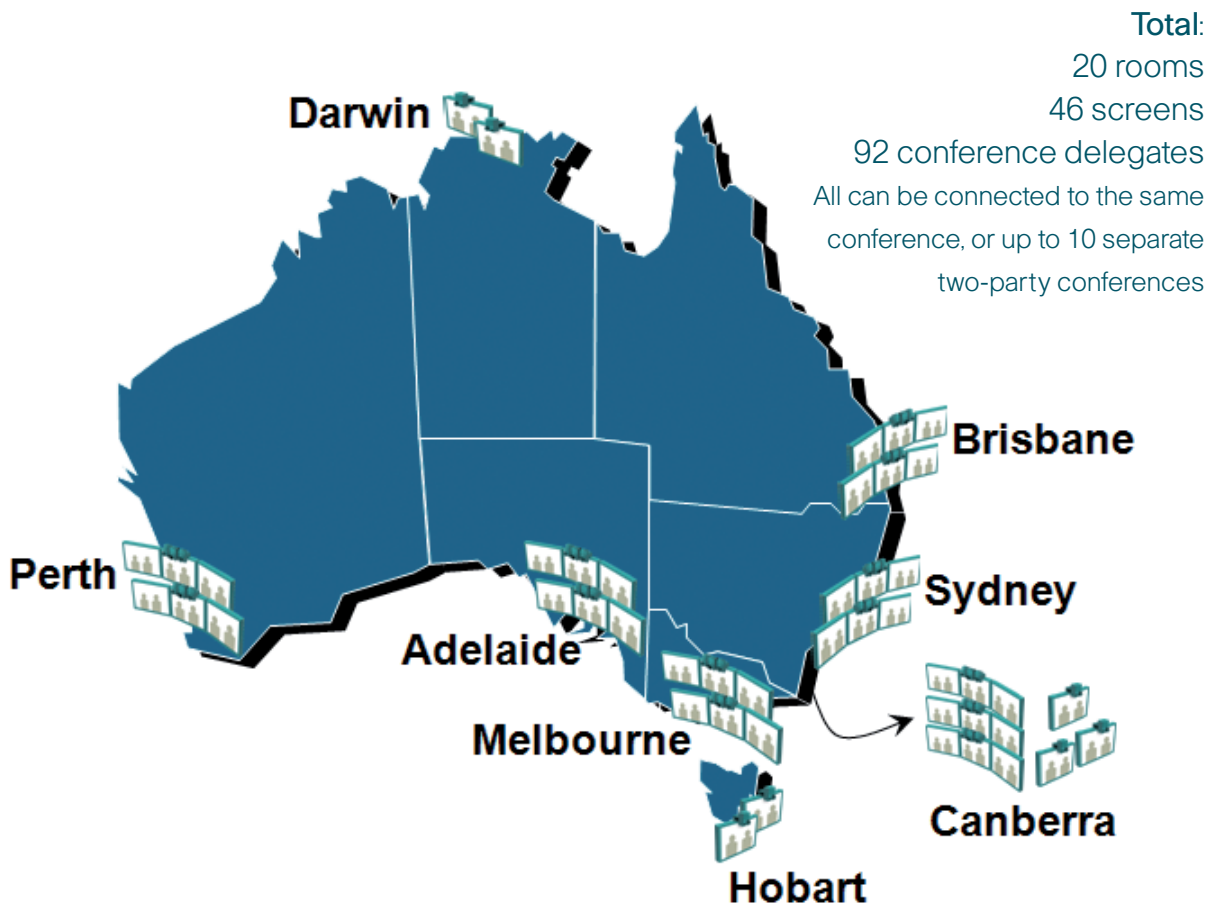 Total:
20 rooms
46 screens
92 conference delegates
All can be connected to the same
conference, or up to 10 separate
two-party conferences
Darwin
Brisbane
Perth
Sydney
Adelaide
Melbourne
Canberra
Hobart